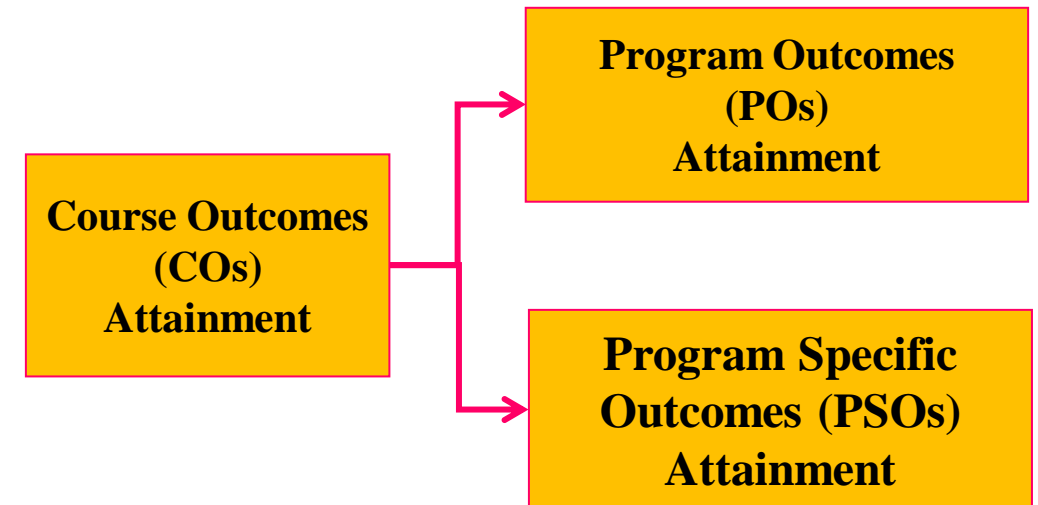 Program Outcomes
(POs)
Attainment
Course Outcomes
(COs)
Attainment
Program Specific
Outcomes (PSOs)
Attainment